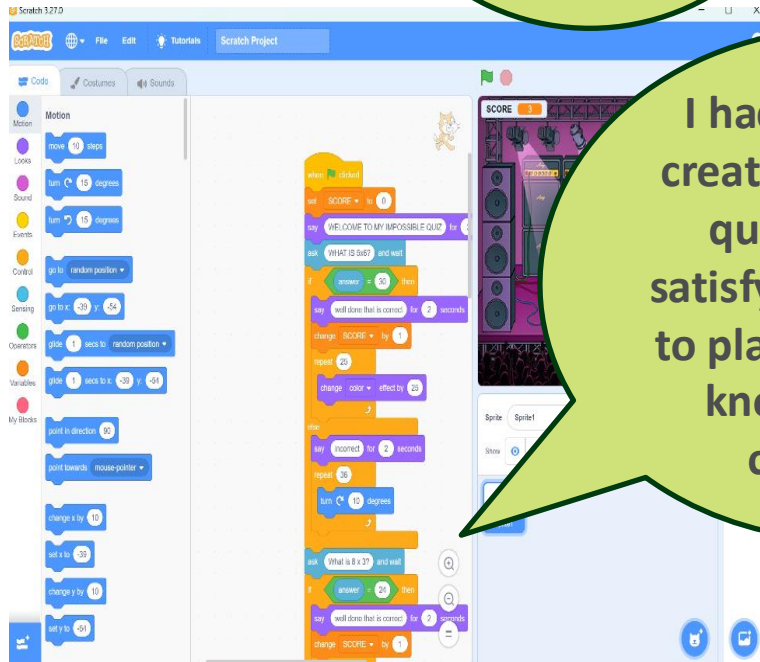 Scratch 3.27.0
SCRATCH
File Edit Tutorials Scratch Project
Code Costumes Sounds
Motion
Looks
Sound
Events
Control
Sensing
Operators
Variables
My Blocks
Motion
move 10 steps
turn 15 degrees
turn 15 degrees
go to random position
go to x: -39 y: -54
glide 1 secs to random position
glide 1 secs to x: -39 y: -54
point in direction 90
point towards mouse-pointer
change x by 10
set x to -39
change y by 10
set y to -54
when clicked
set SCORE to 0
say WELCOME TO MY IMPOSSIBLE QUIZ for
ask WHAT IS 5x6? and wait
if answer = 30 then
say well done that is correct for 2 seconds
change SCORE by 1
repeat 25
change color effect by 25
else
say incorrect for 2 seconds
repeat 36
turn 10 degrees
ask What is 8 x 3? and wait
if answer = 24 then
say well done that is correct for 2 seconds
change SCORE by 1
SCORE 3
Sprite Sprite1
Show
I ha
creat
qu
satisfy
to pla
kn